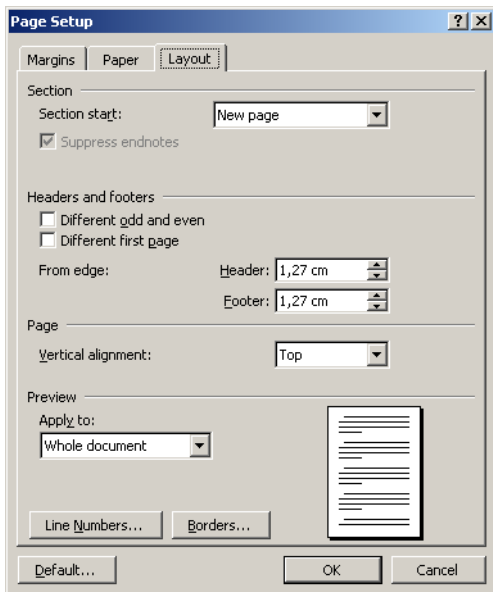 Page Setup
Margins Paper Layout
Section
Section start: New page
Suppress endnotes
Headers and footers
Different odd and even
Different first page
From edge: Header: 1,27 cm
Footer: 1,27 cm
Page
Vertical alignment: Top
Preview
Apply to:
Whole document
Line Numbers... Borders...
Default... OK Cancel